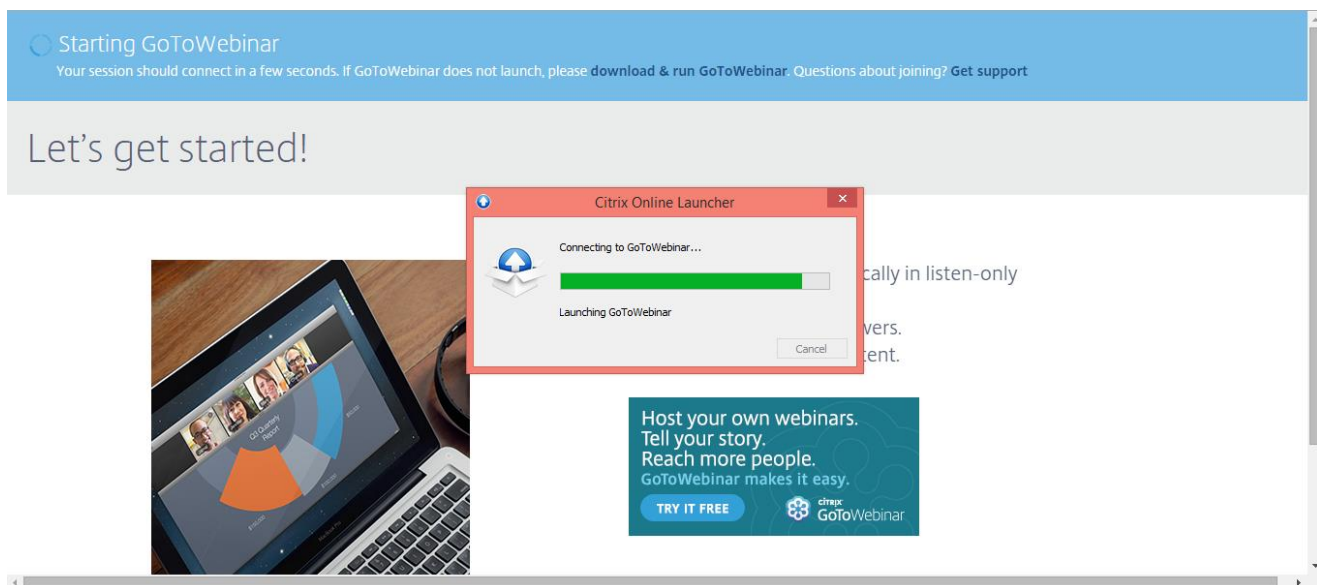 Starting GoToWebinar
Your session should connect in a few seconds. If GoToWebinar does not launch, please download & run GoToWebinar. Questions about joining? Get support
Let's get started!
Citrix Online Launcher
Connecting to GoToWebinar...
Launching GoToWebinar
Cancel
cally in listen-only
vers.
tent.
Q3 Quarterly
Report
Host your own webinars.
Tell your story.
Reach more people.
GoToWebinar makes it easy.
TRY IT FREE
citrix
GoToWebinar